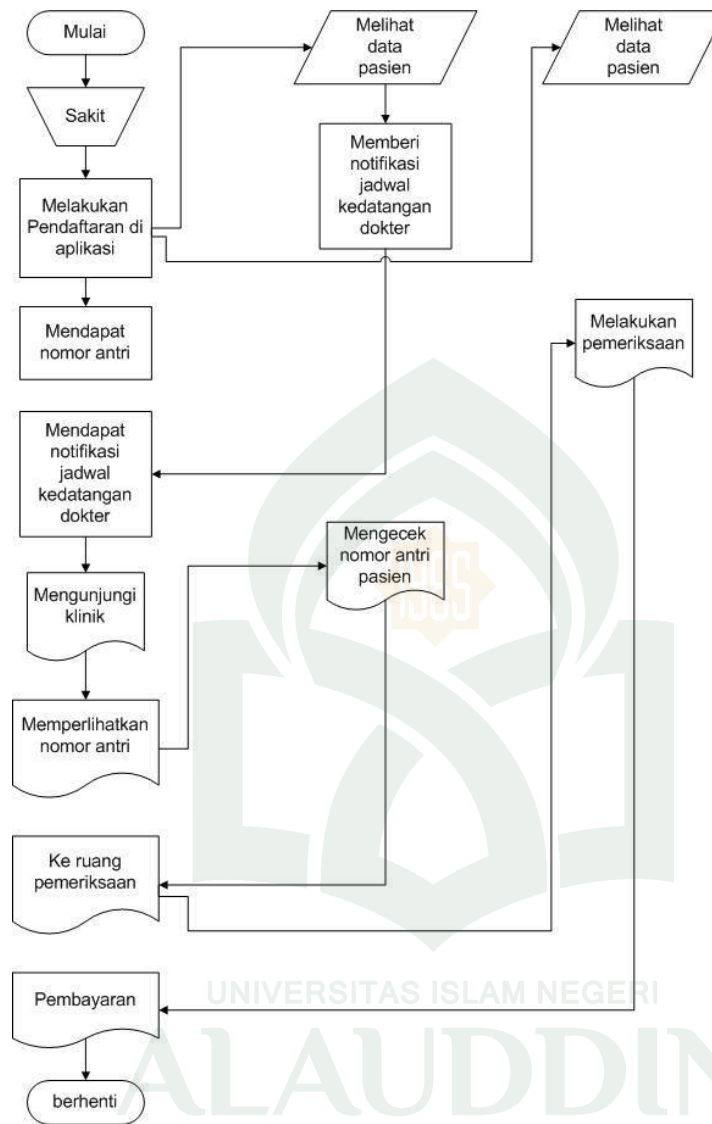 Mulai
Melihat
data
pasien
Melihat
data
pasien
Sakit
Memberi
notifikasi
jadwal
kedatangan
dokter
Melakukan
Pendaftaran di
aplikasi
Mendapat
nomor antri
Melakukan
pemeriksaan
Mendapat
notifikasi
jadwal
kedatangan
dokter
Mengecek
nomor antri
pasien
Mengunjungi
klinik
Memperlihatkan
nomor antri
Ke ruang
pemeriksaan
Pembayaran
UNIVERSITAS ISLAM NEGERI
ALAUDDIN
berhenti